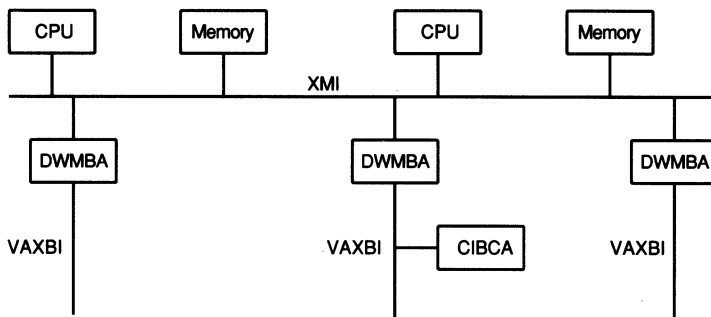 CPU Memory CPU Memory
XMI
DWMBA DWMBA DWMBA
VAXBI VAXBI CIBCA VAXBI